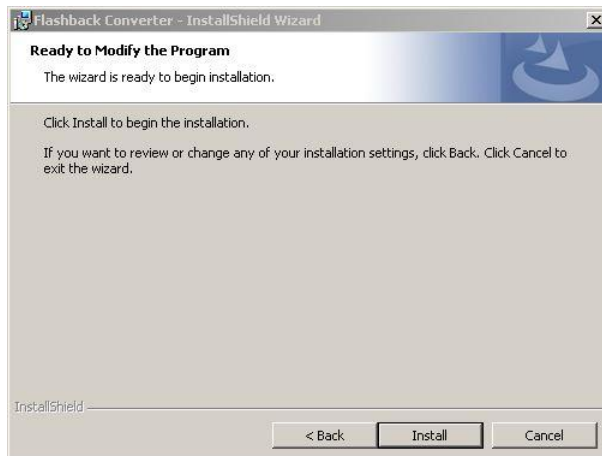 Flashback Converter - InstallShield Wizard
Ready to Modify the Program
The wizard is ready to begin installation.
Click Install to begin the installation.
If you want to review or change any of your installation settings, click Back. Click Cancel to
exit the wizard.
InstallShield
< Back Install Cancel